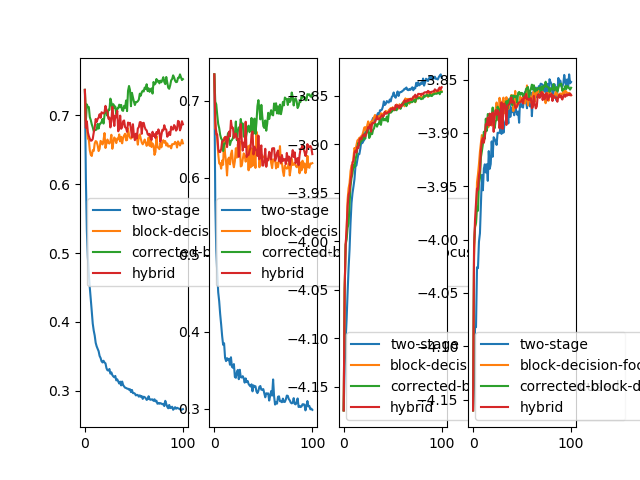 0.7
0.6
0.5
0.4
0.3
0
100
two-stage
block-decis
corrected-b
hybrid
0.7
0.6
0.5
0.4
0.3
0
100
two-stage
block-decis
corrected-b
hybrid
−3.85
−3.90
−3.95
−4.00
−4.05
−4.10
−4.15
0
100
two-stage
block-decis
corrected-b
hybrid
−3.85
−3.90
−3.95
−4.00
−4.05
−4.10
−4.15
0
100
two-stage
block-decision-foc
corrected-block-d
hybrid